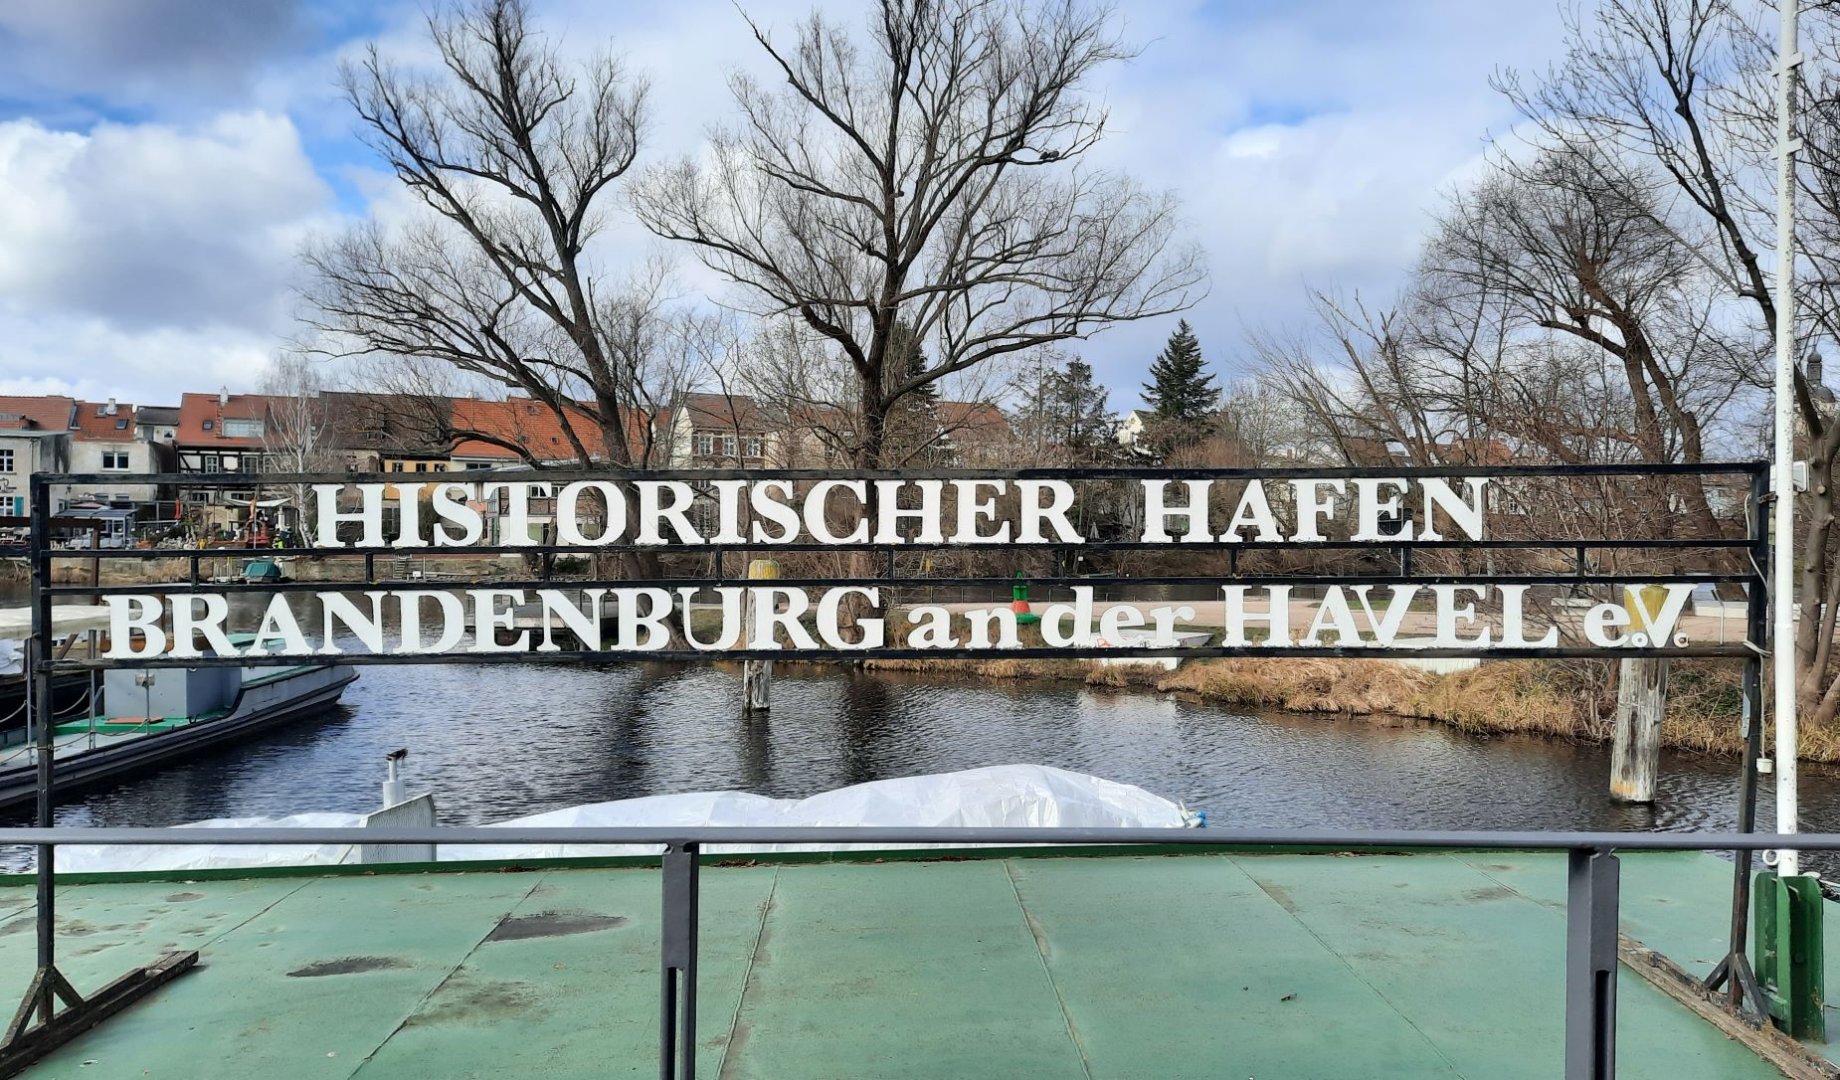 HISTORISCHER HAFEN
BRANDENBURG an der HAVEL e.V.